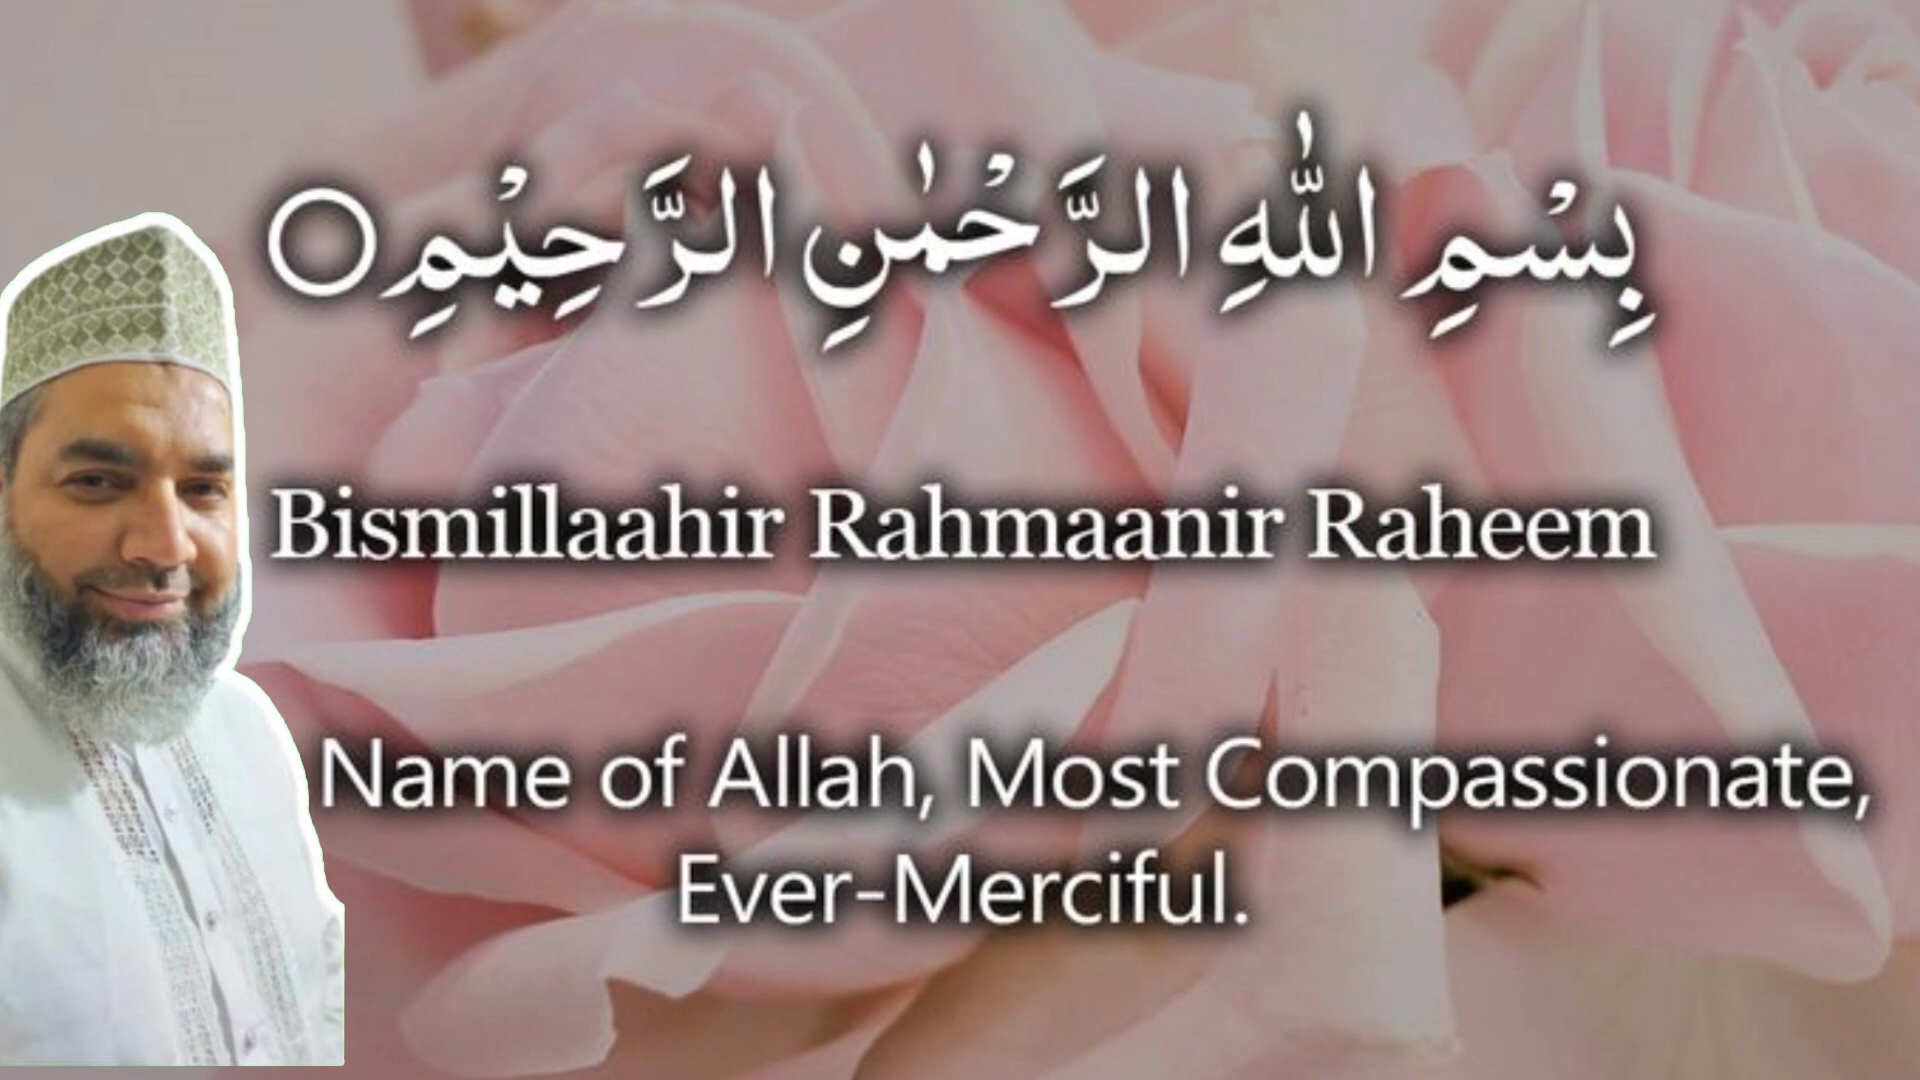 بِسْمِ اللّٰهِ الرَّحْمٰنِ الرَّحِيْمِ○
Bismillaahir Rahmaanir Raheem
Name of Allah, Most Compassionate,
Ever-Merciful.